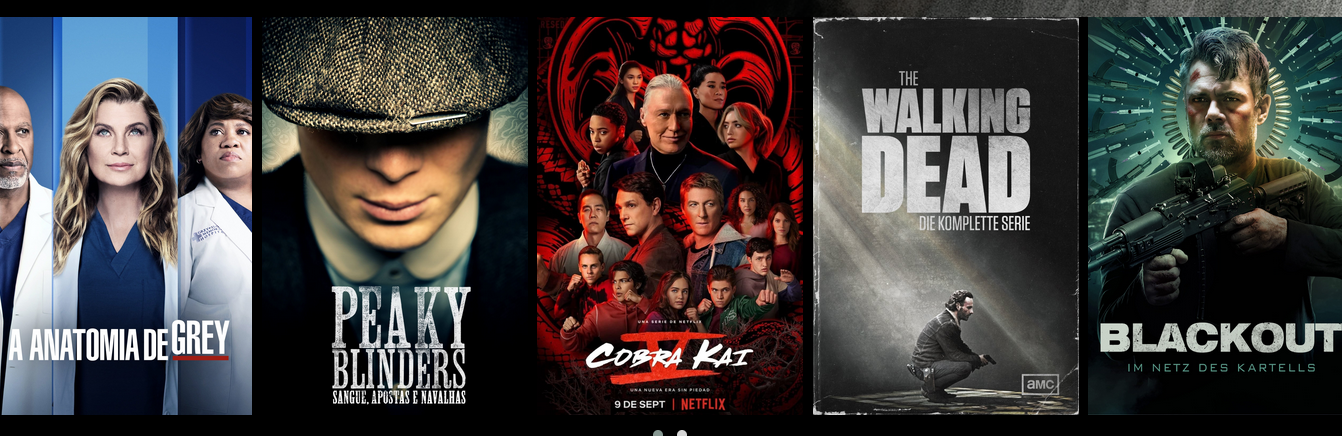 A ANATOMIA DE GREY
PEAKY
BLINDERS
SANGUE, APOSTAS E NAVALHAS
UNA SERIE DE NETFLIX
V
COBRA KAI
UNA NUEVA ERA SIN PIEDAD
9 DE SEPT | NETFLIX
THE
WALKING
DEAD
DIE KOMPLETTE SERIE
aMC
BLACKOUT
IM NETZ DES KARTELLS